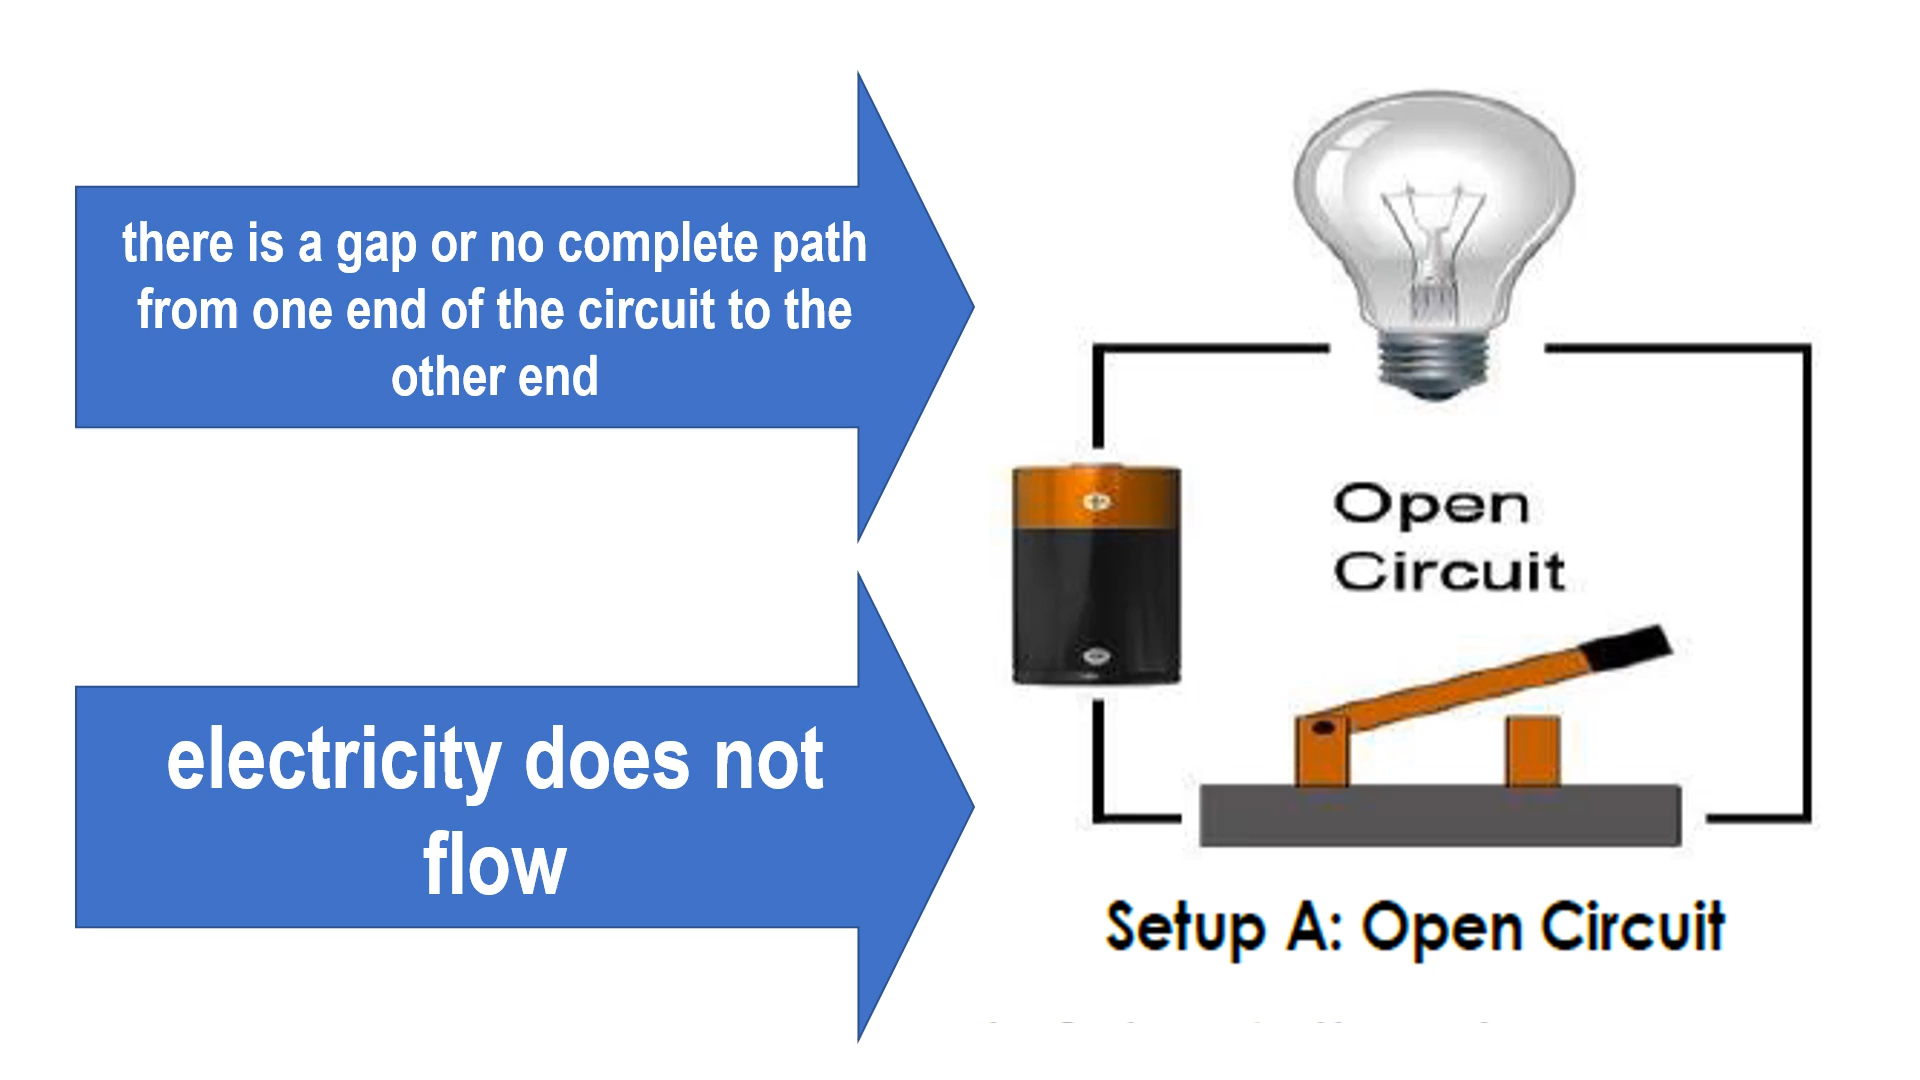 there is a gap or no complete path
from one end of the circuit to the
other end
electricity does not
flow
Open
Circuit
+
-
Setup A: Open Circuit